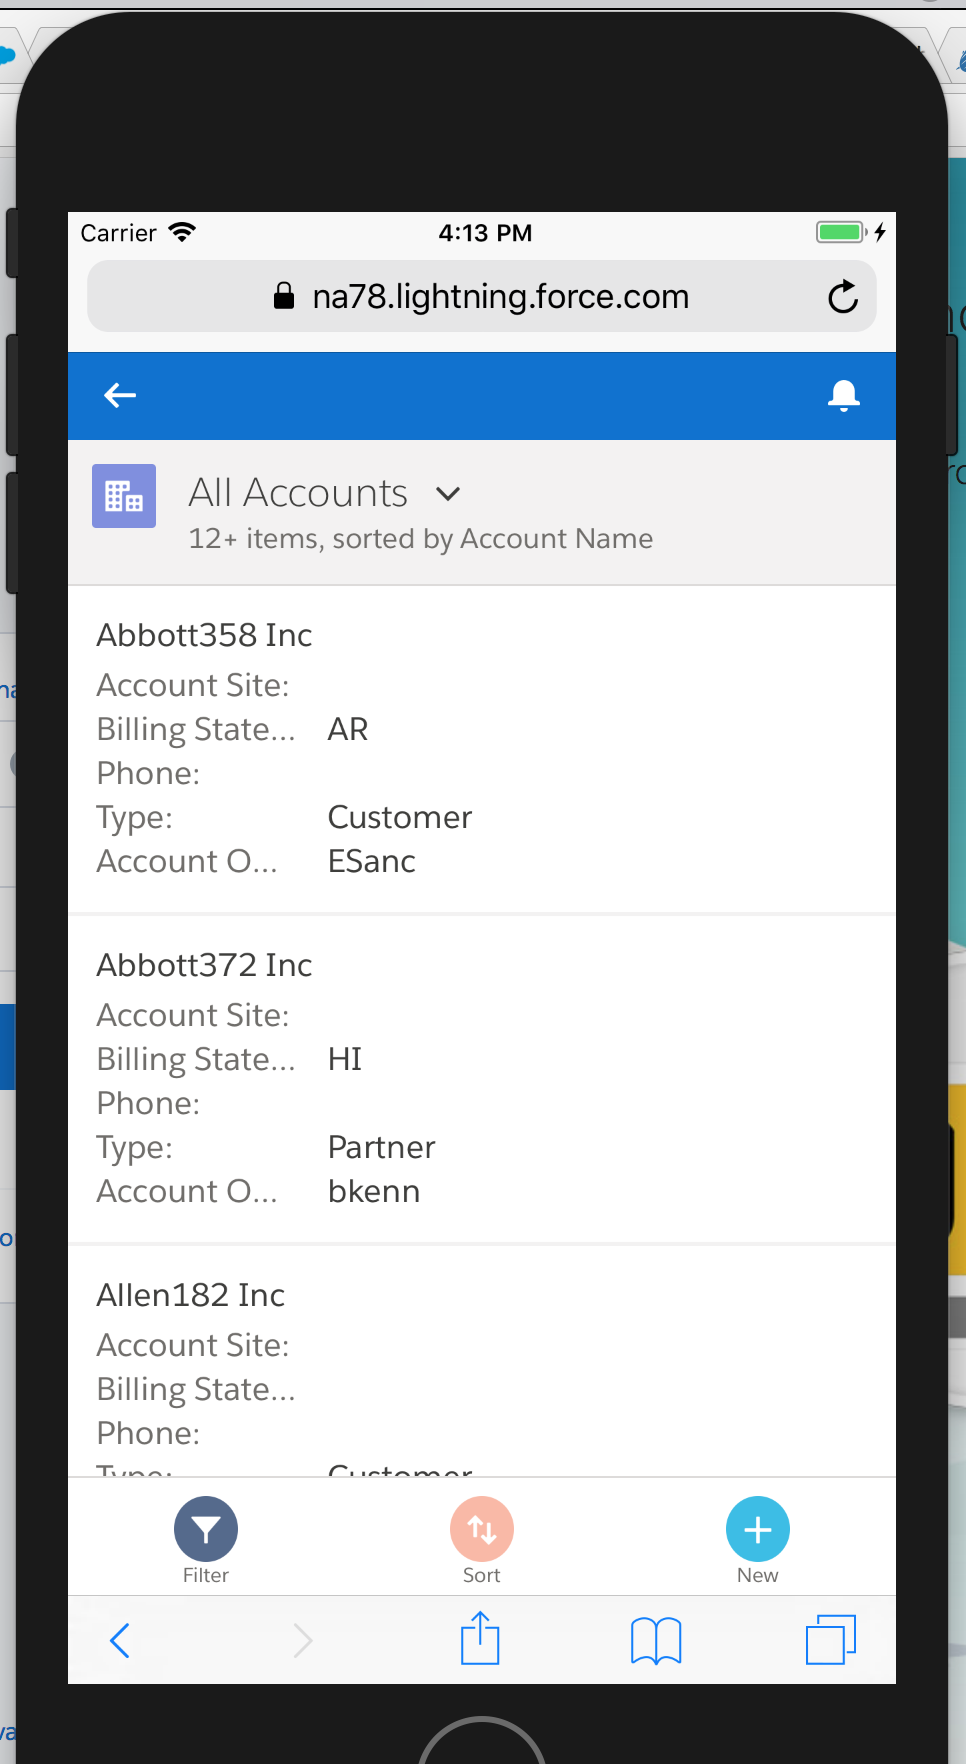 Carrier 4:13 PM
na78.lightning.force.com
All Accounts
12+ items, sorted by Account Name
Abbott358 Inc
Account Site:
Billing State... AR
Phone:
Type: Customer
Account O... ESanc
Abbott372 Inc
Account Site:
Billing State... HI
Phone:
Type: Partner
Account O... bkenn
Allen182 Inc
Account Site:
Billing State...
Phone:
Type: Customer
Filter Sort New